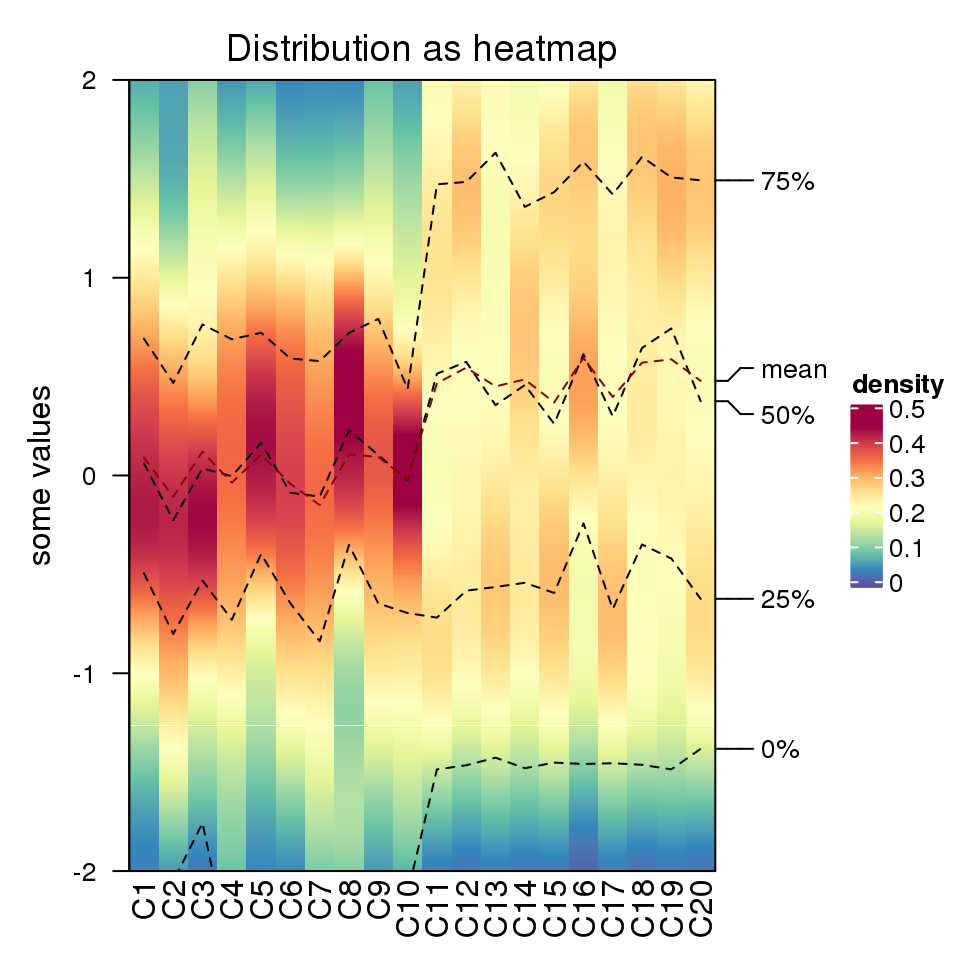 Distribution as heatmap
some values
2
1
0
-1
-2
75%
mean
50%
25%
0%
density
0.5
0.4
0.3
0.2
0.1
0
C1
C2
C3
C4
C5
C6
C7
C8
C9
C10
C11
C12
C13
C14
C15
C16
C17
C18
C19
C20